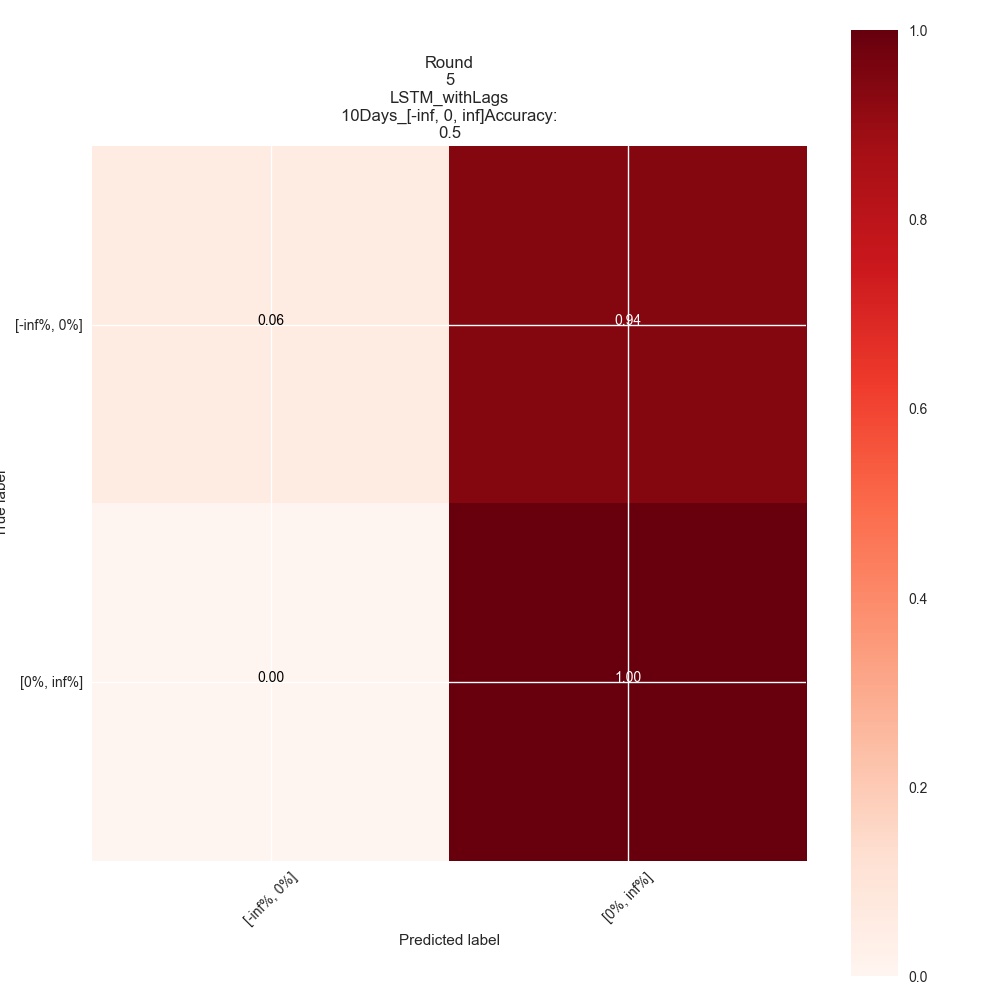 Round
5
LSTM_withLags
10Days_[-inf, 0, inf]Accuracy:
0.5
1.0
0.8
0.6
0.4
0.2
0.0
[-inf%, 0%]
0.06
0.94
[0%, inf%]
0.00
1.00
[-inf%, 0%]
[0%, inf%]
Predicted label